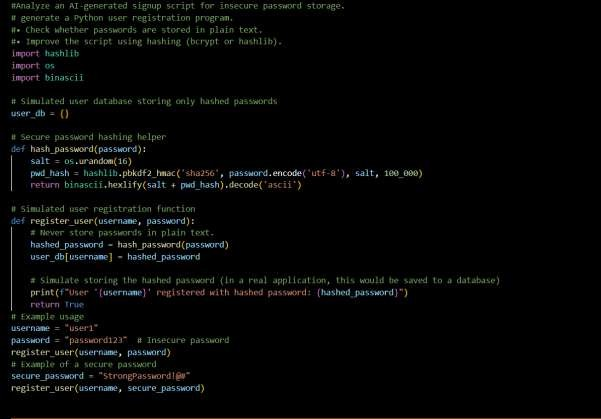 #Analyze an AI-generated signup script for insecure password storage.
# generate a Python user registration program.
#• Check whether passwords are stored in plain text.
#• Improve the script using hashing (bcrypt or hashlib).
import hashlib
import os
import binascii

# Simulated user database storing only hashed passwords
user_db = {}

# Secure password hashing helper
def hash_password(password):
    salt = os.urandom(16)
    pwd_hash = hashlib.pbkdf2_hmac('sha256', password.encode('utf-8'), salt, 100_000)
    return binascii.hexlify(salt + pwd_hash).decode('ascii')

# Simulated user registration function
def register_user(username, password):
    # Never store passwords in plain text.
    hashed_password = hash_password(password)
    user_db[username] = hashed_password

    # Simulate storing the hashed password (in a real application, this would be saved to a database)
    print(f"User '{username}' registered with hashed password: {hashed_password}")
    return True
# Example usage
username = "user1"
password = "password123"  # Insecure password
register_user(username, password)
# Example of a secure password
secure_password = "StrongPassword!@#"
register_user(username, secure_password)